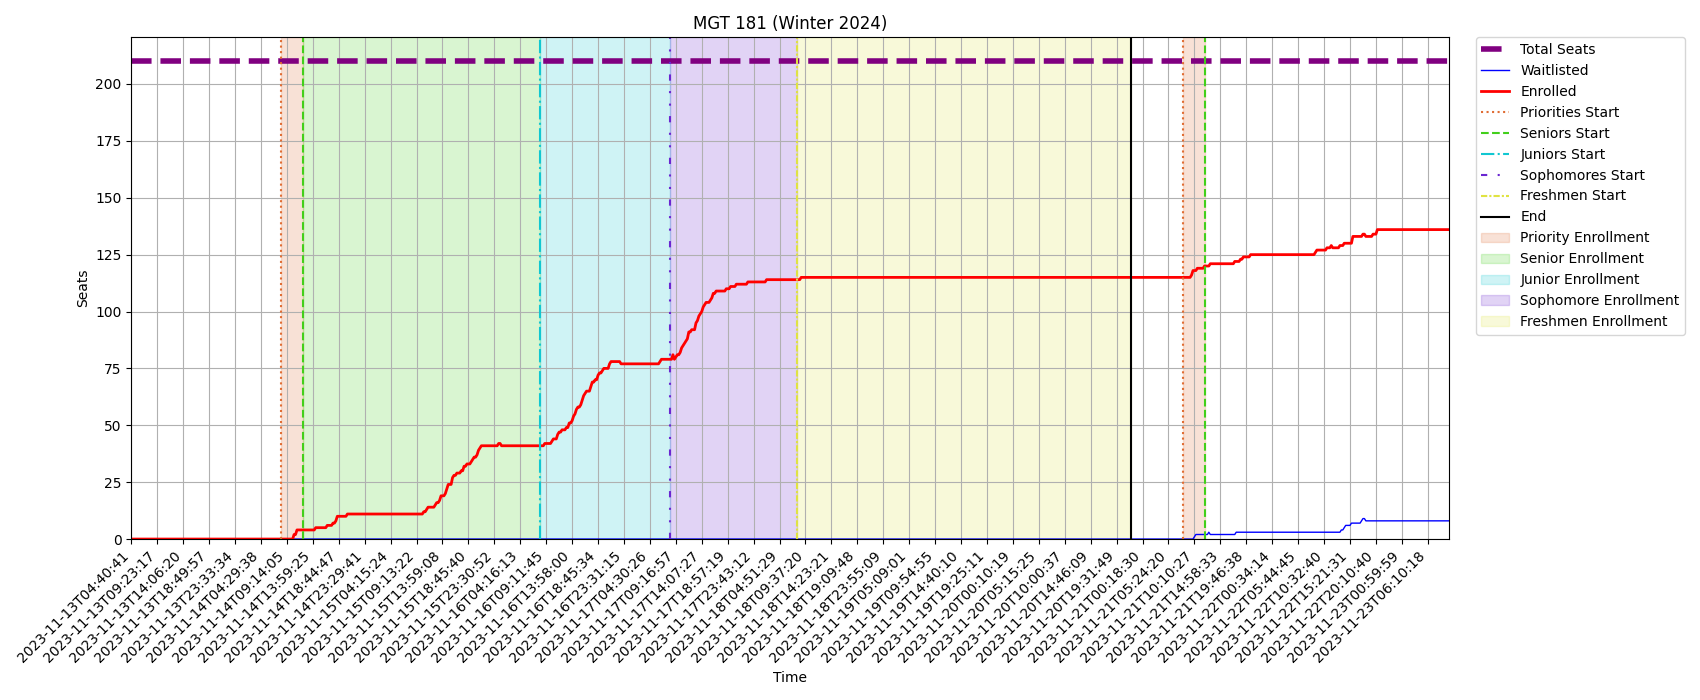 MGT 181 (Winter 2024)
Seats
200
175
150
125
100
75
50
25
0
2023-11-13T04:40:41
2023-11-13T09:23:17
2023-11-13T14:06:20
2023-11-13T18:49:57
2023-11-13T23:33:34
2023-11-14T04:29:38
2023-11-14T09:14:05
2023-11-14T13:59:25
2023-11-14T18:44:47
2023-11-14T23:29:41
2023-11-15T04:15:24
2023-11-15T09:13:22
2023-11-15T13:59:08
2023-11-15T18:45:40
2023-11-15T23:30:52
2023-11-16T04:16:13
2023-11-16T09:11:45
2023-11-16T13:58:00
2023-11-16T18:45:34
2023-11-16T23:31:15
2023-11-17T04:30:26
2023-11-17T09:16:57
2023-11-17T14:07:27
2023-11-17T18:57:19
2023-11-17T23:43:12
2023-11-18T04:51:29
2023-11-18T09:37:20
2023-11-18T14:23:21
2023-11-18T19:09:48
2023-11-18T23:55:09
2023-11-19T05:09:01
2023-11-19T09:54:55
2023-11-19T14:40:10
2023-11-19T19:25:11
2023-11-20T00:10:19
2023-11-20T05:15:25
2023-11-20T10:00:37
2023-11-20T14:46:09
2023-11-20T19:31:49
2023-11-21T00:18:30
2023-11-21T05:24:20
2023-11-21T10:10:27
2023-11-21T14:58:33
2023-11-21T19:46:38
2023-11-22T00:34:14
2023-11-22T05:44:45
2023-11-22T10:32:40
2023-11-22T15:21:31
2023-11-22T20:10:40
2023-11-23T00:59:59
2023-11-23T06:10:18
Time
Total Seats
Waitlisted
Enrolled
Priorities Start
Seniors Start
Juniors Start
Sophomores Start
Freshmen Start
End
Priority Enrollment
Senior Enrollment
Junior Enrollment
Sophomore Enrollment
Freshmen Enrollment